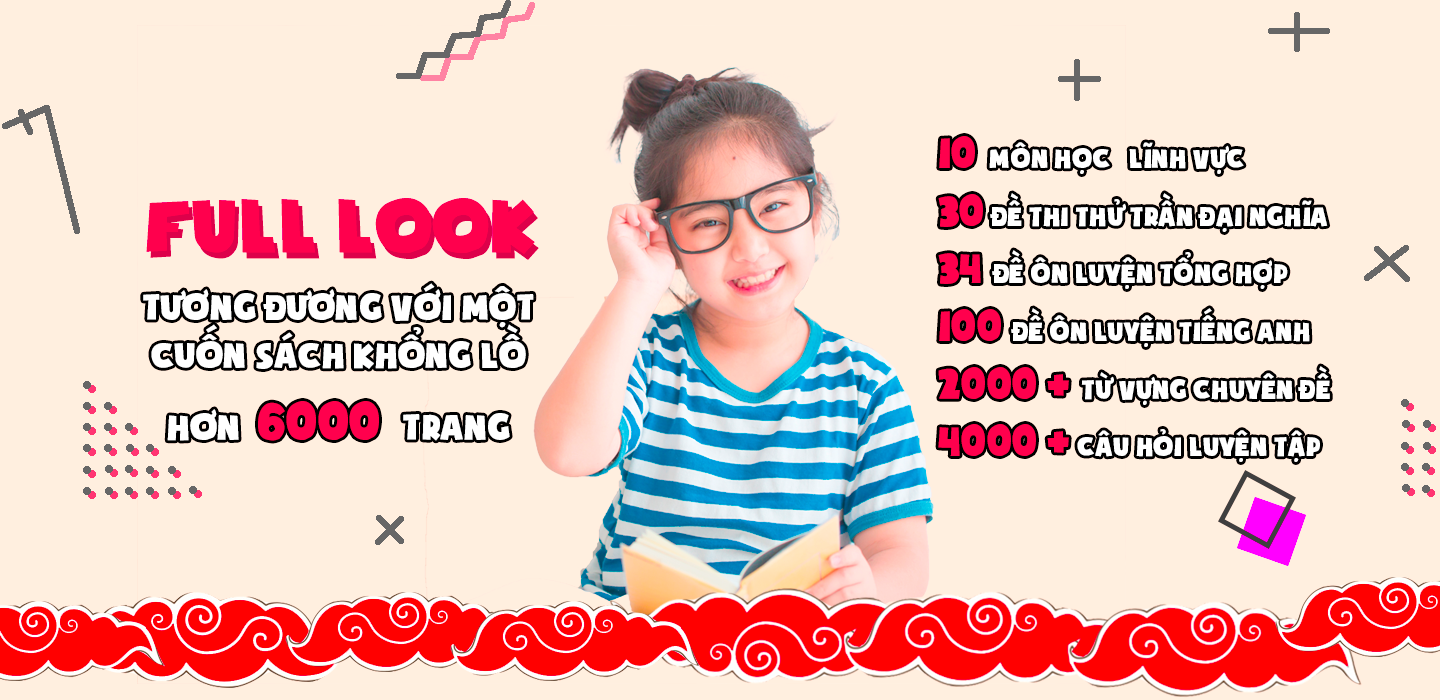 FULL LOOK
TƯƠNG ĐƯƠNG VỚI MỘT
CUỐN SÁCH KHỔNG LỒ
HƠN 6000 TRANG
10 MÔN HỌC LĨNH VỰC
30 ĐỀ THI THỬ TRẦN ĐẠI NGHĨA
34 ĐỀ ÔN LUYỆN TỔNG HỢP
100 ĐỀ ÔN LUYỆN TIẾNG ANH
2000 + TỪ VỰNG CHUYÊN ĐỀ
4000 + CÂU HỎI LUYỆN TẬP